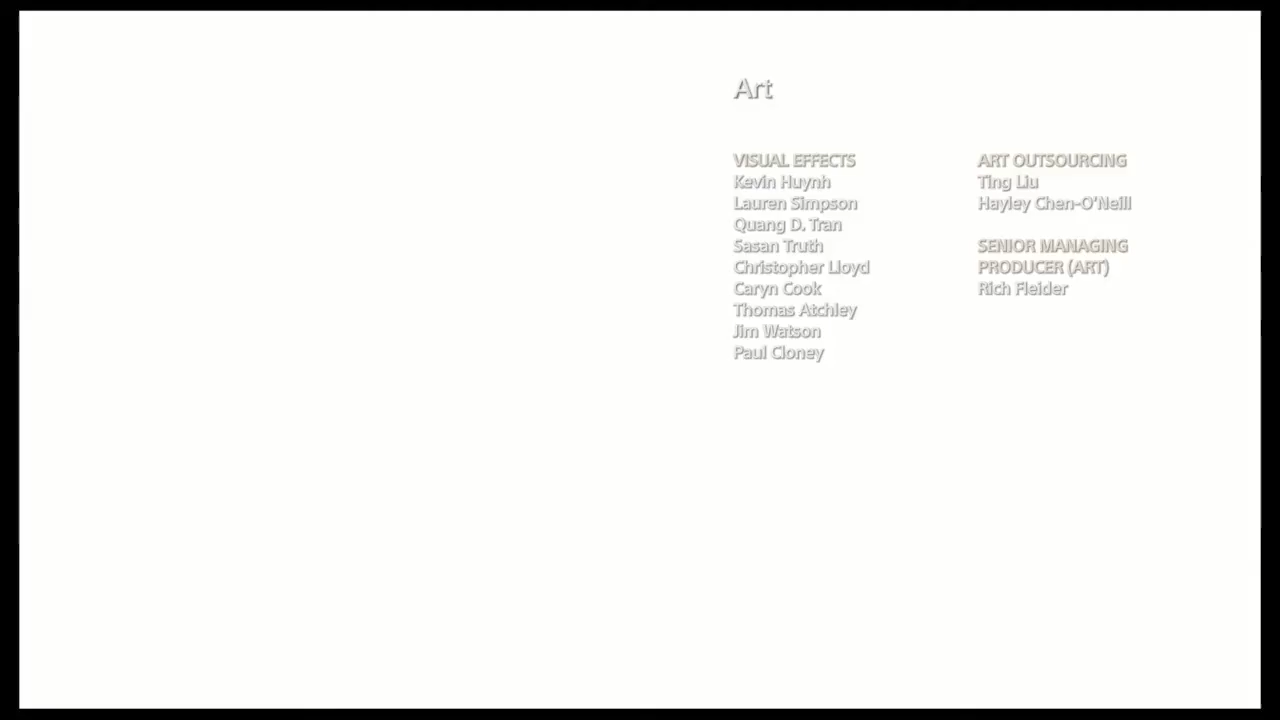 Art
VISUAL EFFECTS
Kevin Huynh
Lauren Simpson
Quang D. Tran
Sasan Truth
Christopher Lloyd
Caryn Cook
Thomas Atchley
Jim Watson
Paul Cloney
ART OUTSOURCING
Ting Liu
Hayley Chen-O'Neill
SENIOR MANAGING
PRODUCER (ART)
Rich Fleider